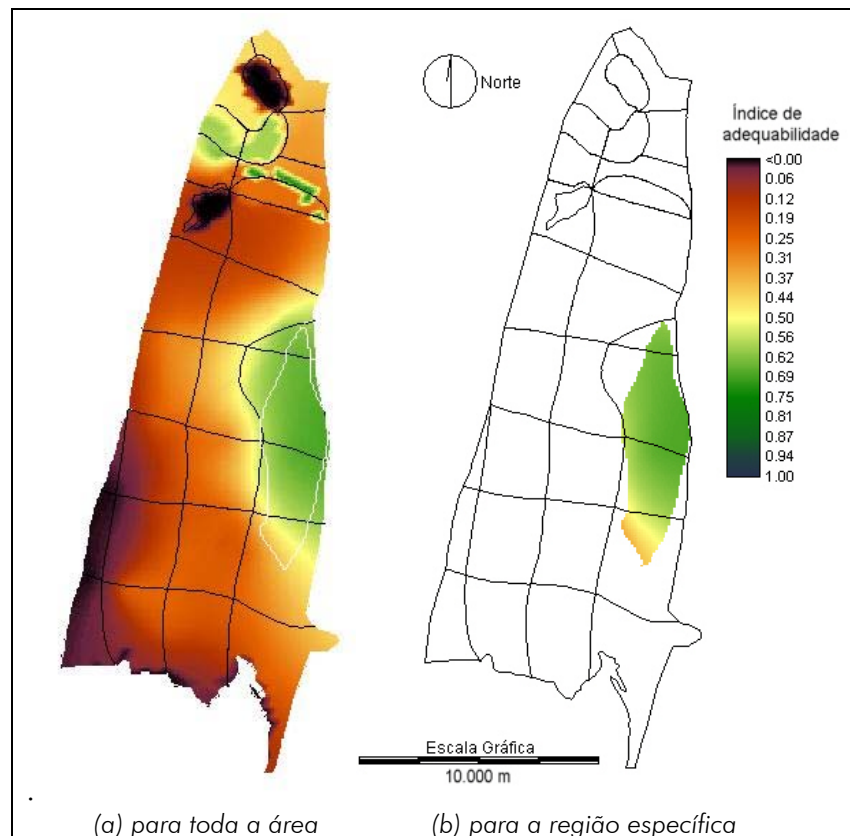 Norte
Índice de
adequabilidade
<0.00
0.06
0.12
0.19
0.25
0.31
0.37
0.44
0.50
0.56
0.62
0.69
0.75
0.81
0.87
0.94
1.00
Escala Gráfica
10.000 m
.
(a) para toda a área
(b) para a região específica